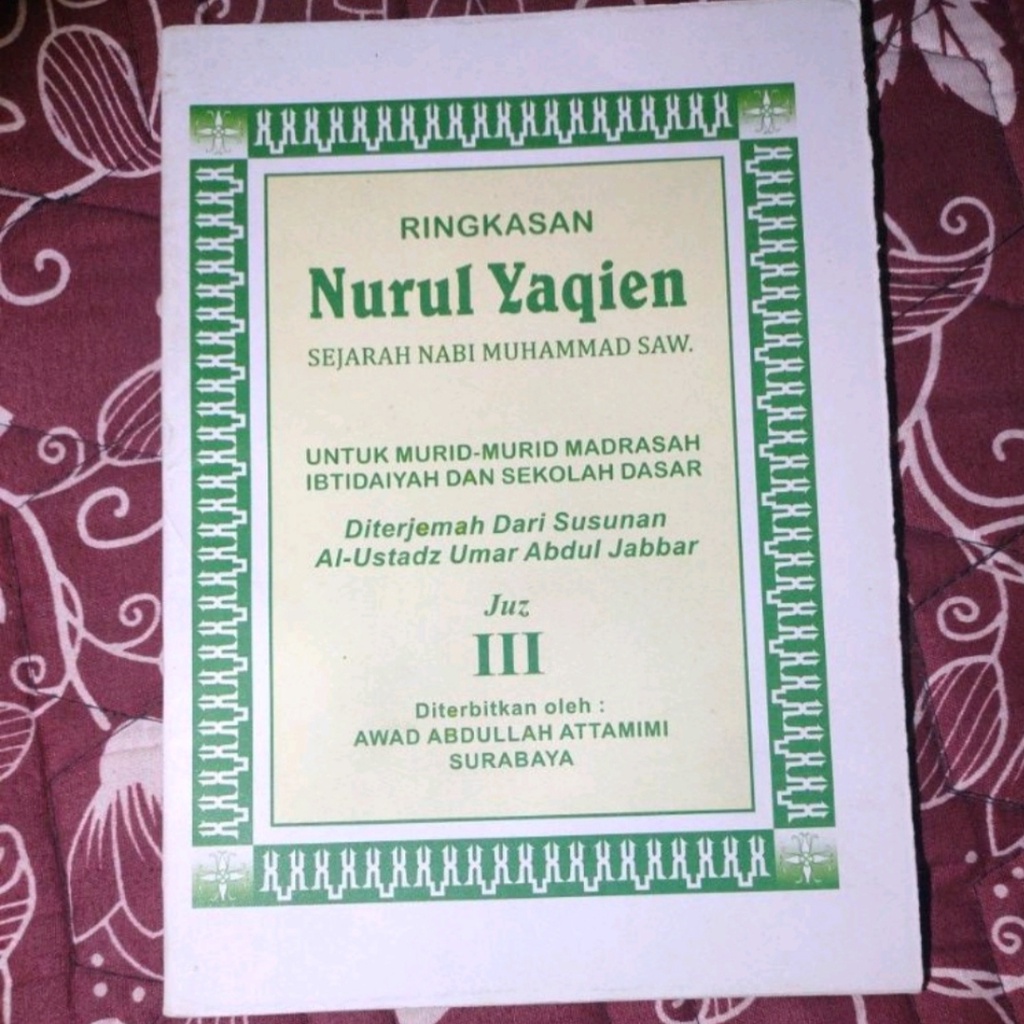 RINGKASAN
Nurul Yaqien
SEJARAH NABI MUHAMMAD SAW.
UNTUK MURID-MURID MADRASAH
IBTIDAIYAH DAN SEKOLAH DASAR
Diterjemah Dari Susunan
Al-Ustadz Umar Abdul Jabbar
Juz
III
Diterbitkan oleh :
AWAD ABDULLAH ATTAMIMI
SURABAYA